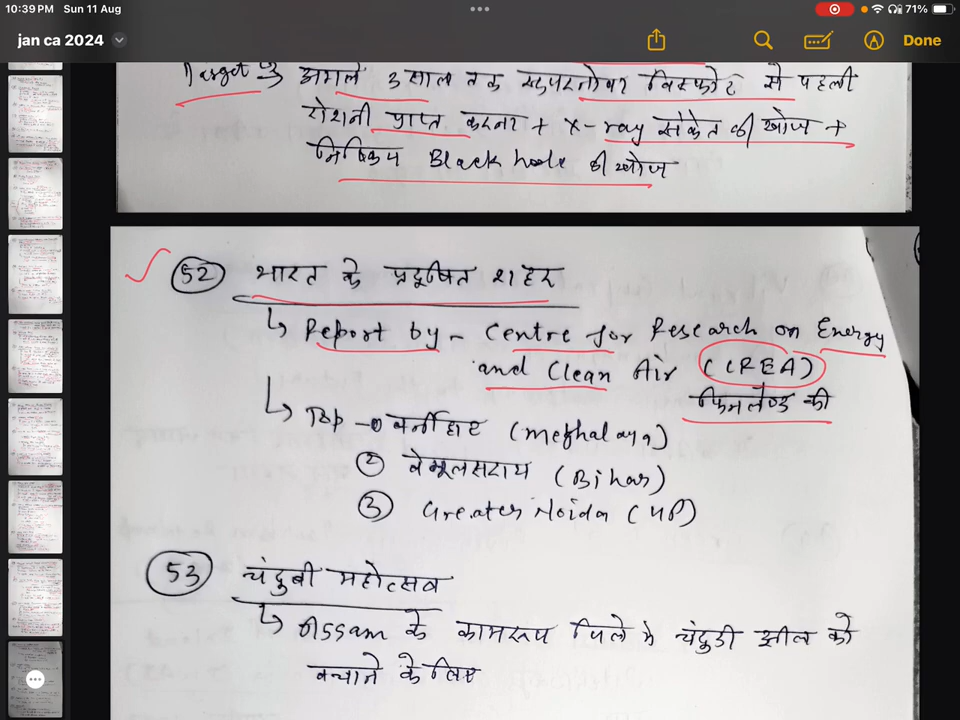 10:39 PM Sun 11 Aug
71%
jan ca 2024
Done
Target अगले 3 साल तक सुपरनोवा विस्फोट से पहली
रोशनी प्राप्त करना + X-ray संकेत की खोज +
निष्क्रिय Black hole की खोज
52 भारत के प्रदूषित शहर
Report by - Centre for Research on Energy
and Clean Air (CREA)
फिनलैण्ड की
Top - ① बर्नीहाट (Meghalaya)
② बेगूसराय (Bihar)
③ Greater Noida (UP)
53 चंदुबी महोत्सव
Assam के कामरूप जिले मे चंदुडी झील को
बचाने के लिए